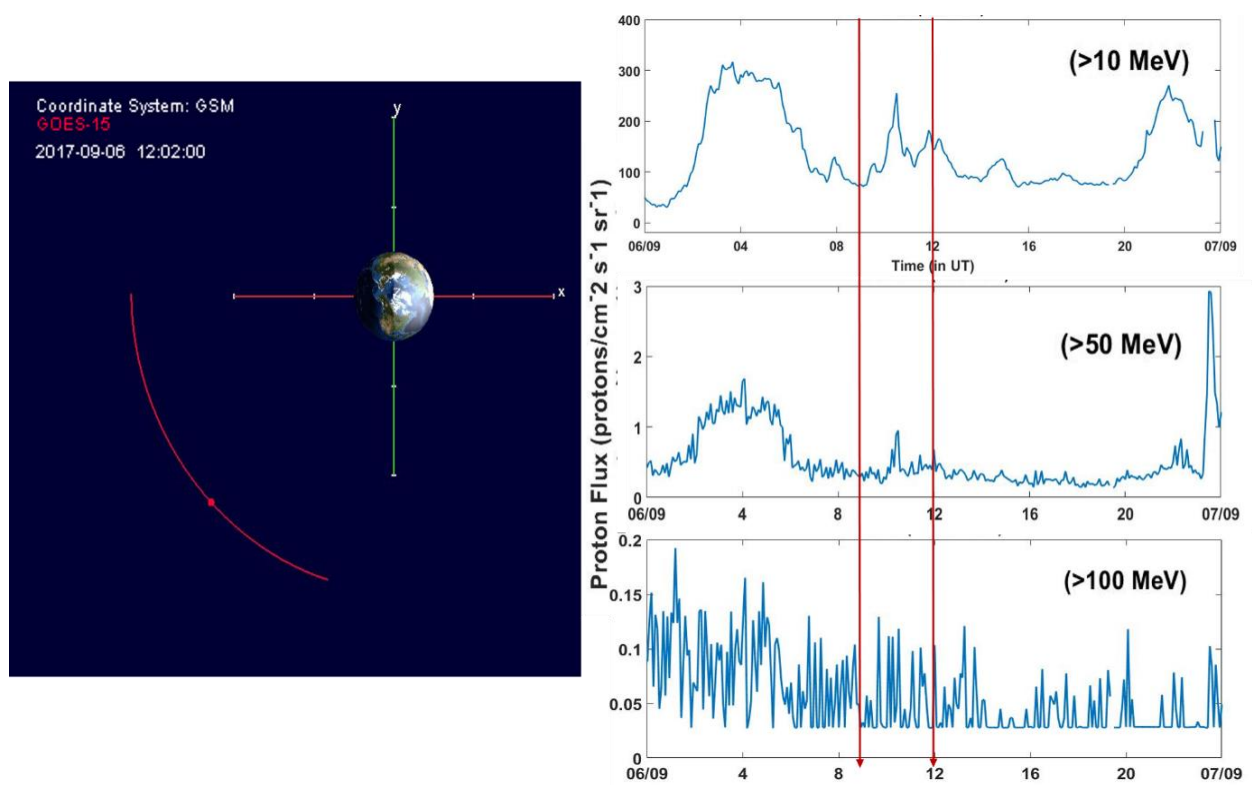 Coordinate System: GSM
GOES-15
2017-09-06 12:02:00
y
x
Proton Flux (protons/cm^-2 s^-1 sr^-1)
400
300
200
100
0
(>10 MeV)
06/09 04 08 12 16 20 07/09
Time (in UT)
3
2
1
0
(>50 MeV)
06/09 4 8 12 16 20 07/09
0.2
0.15
0.1
0.05
0
(>100 MeV)
06/09 4 8 12 16 20 07/09